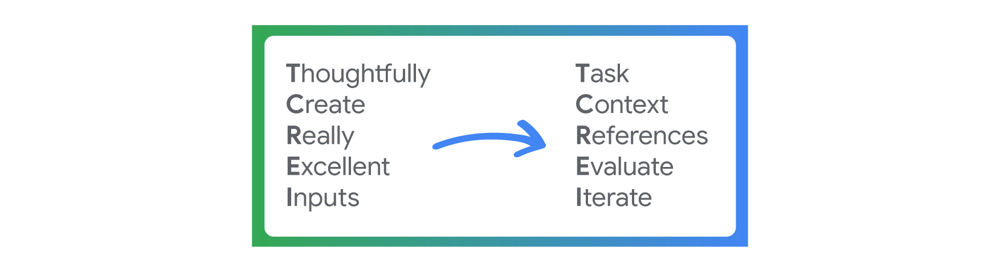 Thoughtfully
Create
Really
Excellent
Inputs
Task
Context
References
Evaluate
Iterate